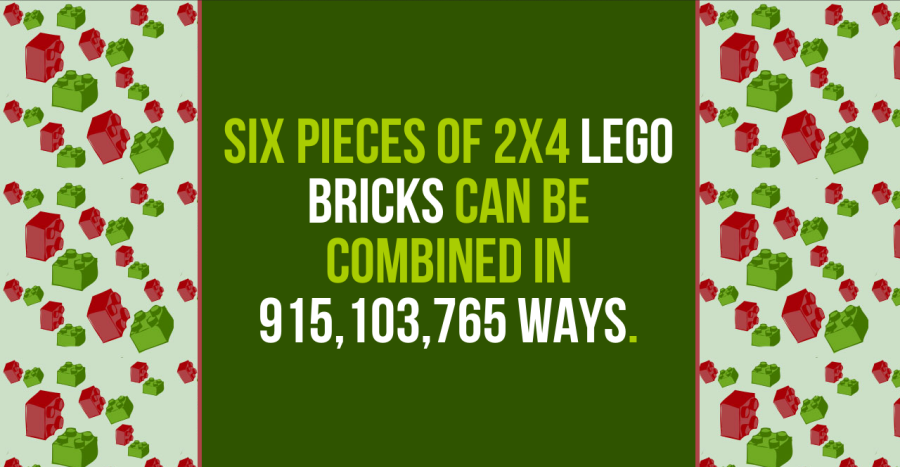 SIX PIECES OF 2X4 LEGO
BRICKS CAN BE
COMBINED IN
915,103,765 WAYS.